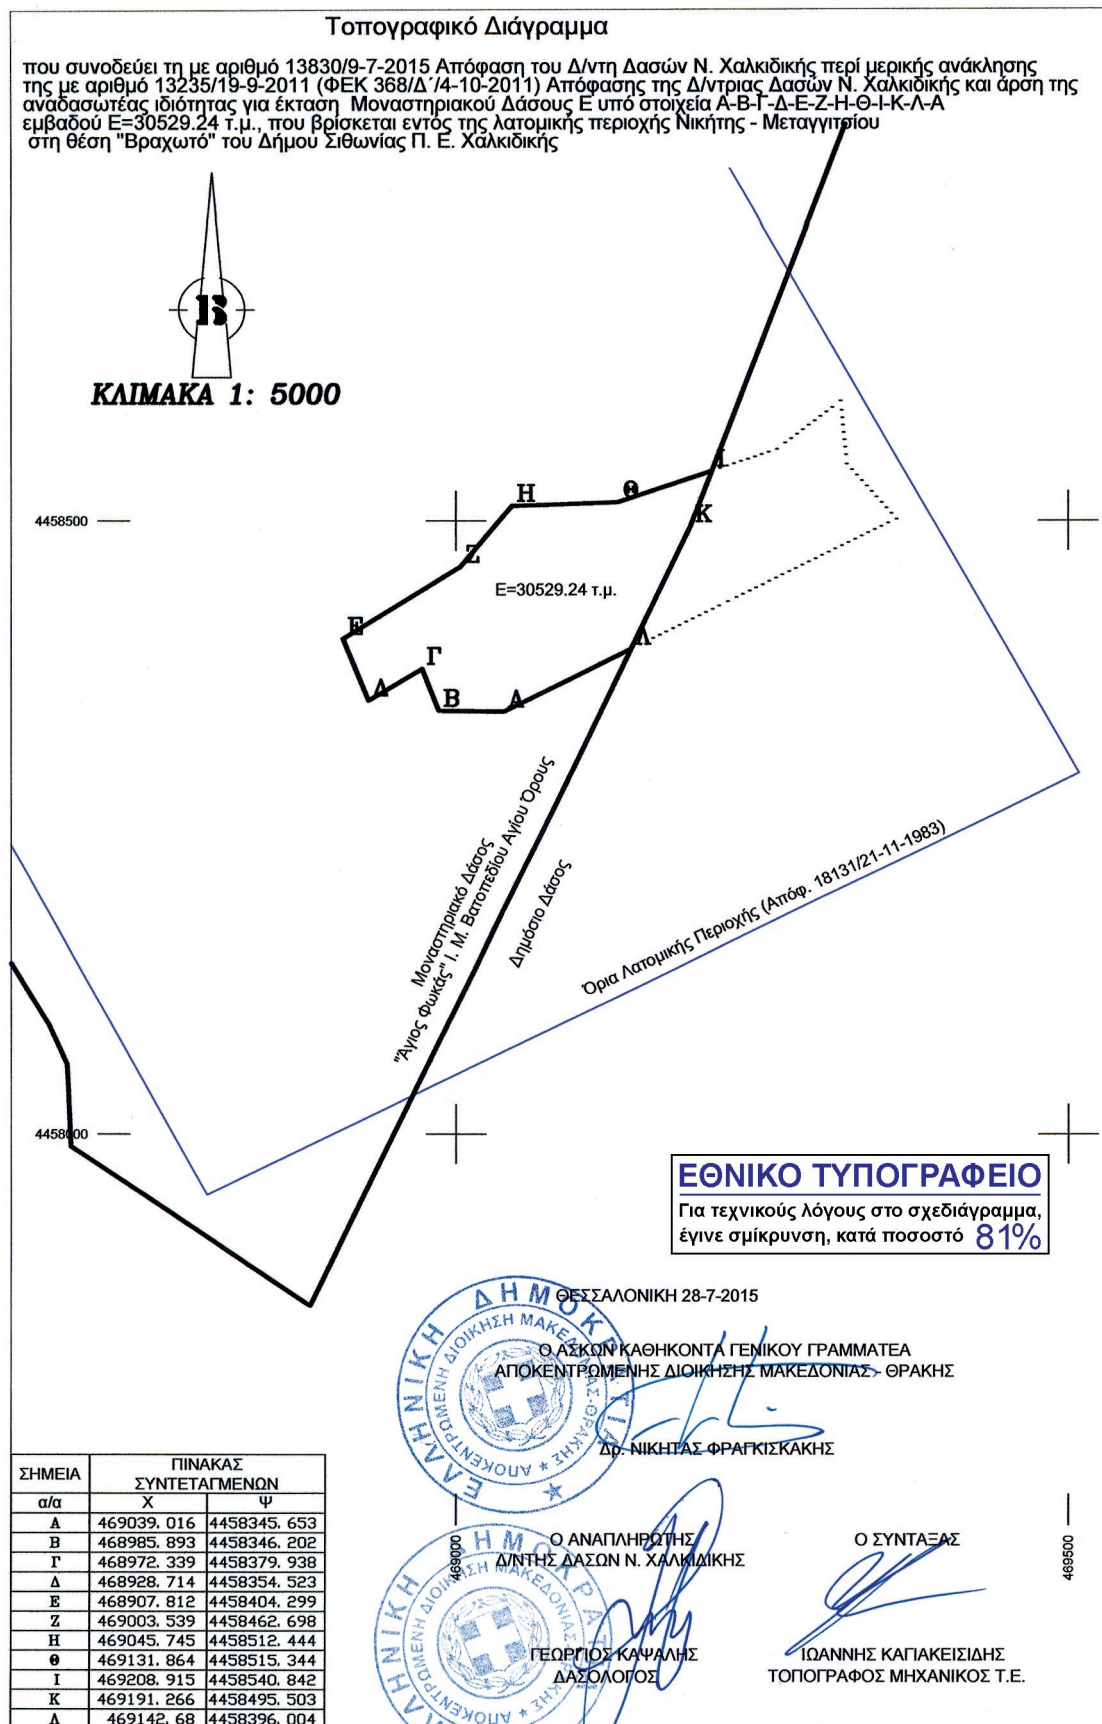 Τοπογραφικό Διάγραμμα
που συνοδεύει τη με αριθμό 13830/9-7-2015 Απόφαση του Δ/ντη Δασών Ν. Χαλκιδικής περί μερικής ανάκλησης
της με αριθμό 13235/19-9-2011 (ΦΕΚ 368/Δ΄/4-10-2011) Απόφασης της Δ/ντριας Δασών Ν. Χαλκιδικής και άρση της
αναδασωτέας ιδιότητας για έκταση Μοναστηριακού Δάσους Ε υπό στοιχεία Α-Β-Γ-Δ-Ε-Ζ-Η-Θ-Ι-Κ-Λ-Α
εμβαδού Ε=30529.24 τ.μ., που βρίσκεται εντός της λατομικής περιοχής Νικήτης - Μεταγγιτσίου
στη θέση "Βραχωτό" του Δήμου Σιθωνίας Π. Ε. Χαλκιδικής
Β
ΚΛΙΜΑΚΑ 1: 5000
Ι
Θ
Η
Κ
4458500
Ζ
Ε=30529.24 τ.μ.
Ε
Λ
Γ
Δ
Β
Α
Μοναστηριακό Δάσος
"Άγιος Φωκάς" Ι. Μ. Βατοπεδίου Αγίου Όρους
Δημόσιο Δάσος
Όρια Λατομικής Περιοχής (Απόφ. 18131/21-11-1983)
4458000
ΕΘΝΙΚΟ ΤΥΠΟΓΡΑΦΕΙΟ
Για τεχνικούς λόγους στο σχεδιάγραμμα,
έγινε σμίκρυνση, κατά ποσοστό 81%
ΘΕΣΣΑΛΟΝΙΚΗ 28-7-2015
Ο ΑΣΚΩΝ ΚΑΘΗΚΟΝΤΑ ΓΕΝΙΚΟΥ ΓΡΑΜΜΑΤΕΑ
ΑΠΟΚΕΝΤΡΩΜΕΝΗΣ ΔΙΟΙΚΗΣΗΣ ΜΑΚΕΔΟΝΙΑΣ - ΘΡΑΚΗΣ
Δρ. ΝΙΚΗΤΑΣ ΦΡΑΓΚΙΣΚΑΚΗΣ
ΕΛΛΗΝΙΚΗ ΔΗΜΟΚΡΑΤΙΑ
ΑΠΟΚΕΝΤΡΩΜΕΝΗ ΔΙΟΙΚΗΣΗ ΜΑΚΕΔΟΝΙΑΣ-ΘΡΑΚΗΣ
ΣΗΜΕΙΑ ΠΙΝΑΚΑΣ
ΣΥΝΤΕΤΑΓΜΕΝΩΝ
α/α Χ Ψ
Α 469039.016 4458345.653
Β 468985.893 4458346.202
Γ 468972.339 4458379.938
Δ 468928.714 4458354.523
Ε 468907.812 4458404.299
Ζ 469003.539 4458462.698
Η 469045.745 4458512.444
Θ 469131.864 4458515.344
Ι 469208.915 4458540.842
Κ 469191.266 4458495.503
Λ 469142.68 4458396.004
469000
469500
Ο ΑΝΑΠΛΗΡΩΤΗΣ
Δ/ΝΤΗΣ ΔΑΣΩΝ Ν. ΧΑΛΚΙΔΙΚΗΣ
ΓΕΩΡΓΙΟΣ ΚΑΨΑΛΗΣ
ΔΑΣΟΛΟΓΟΣ
Ο ΣΥΝΤΑΞΑΣ
ΙΩΑΝΝΗΣ ΚΑΓΙΑΚΕΙΣΙΔΗΣ
ΤΟΠΟΓΡΑΦΟΣ ΜΗΧΑΝΙΚΟΣ Τ.Ε.